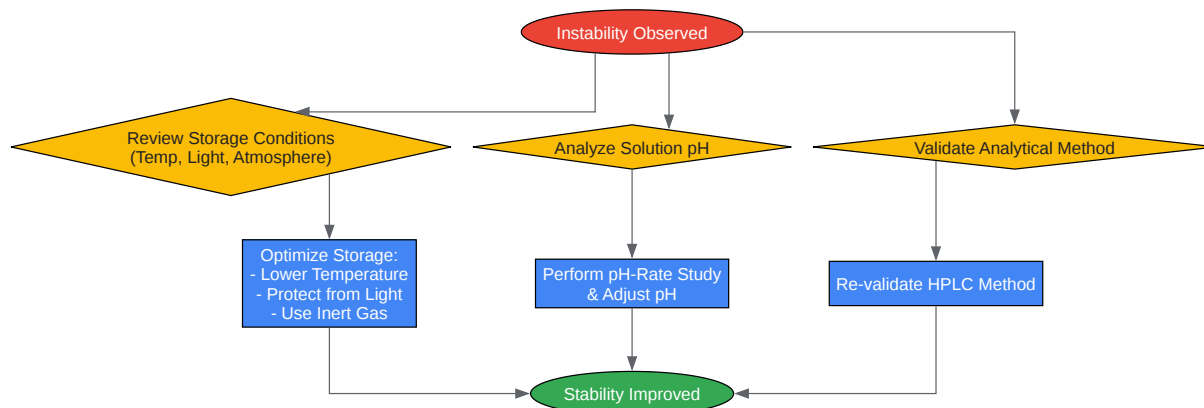 Instability Observed
Review Storage Conditions
(Temp, Light, Atmosphere)
Analyze Solution pH
Validate Analytical Method
Optimize Storage:
- Lower Temperature
- Protect from Light
- Use Inert Gas
Perform pH-Rate Study
& Adjust pH
Re-validate HPLC Method
Stability Improved